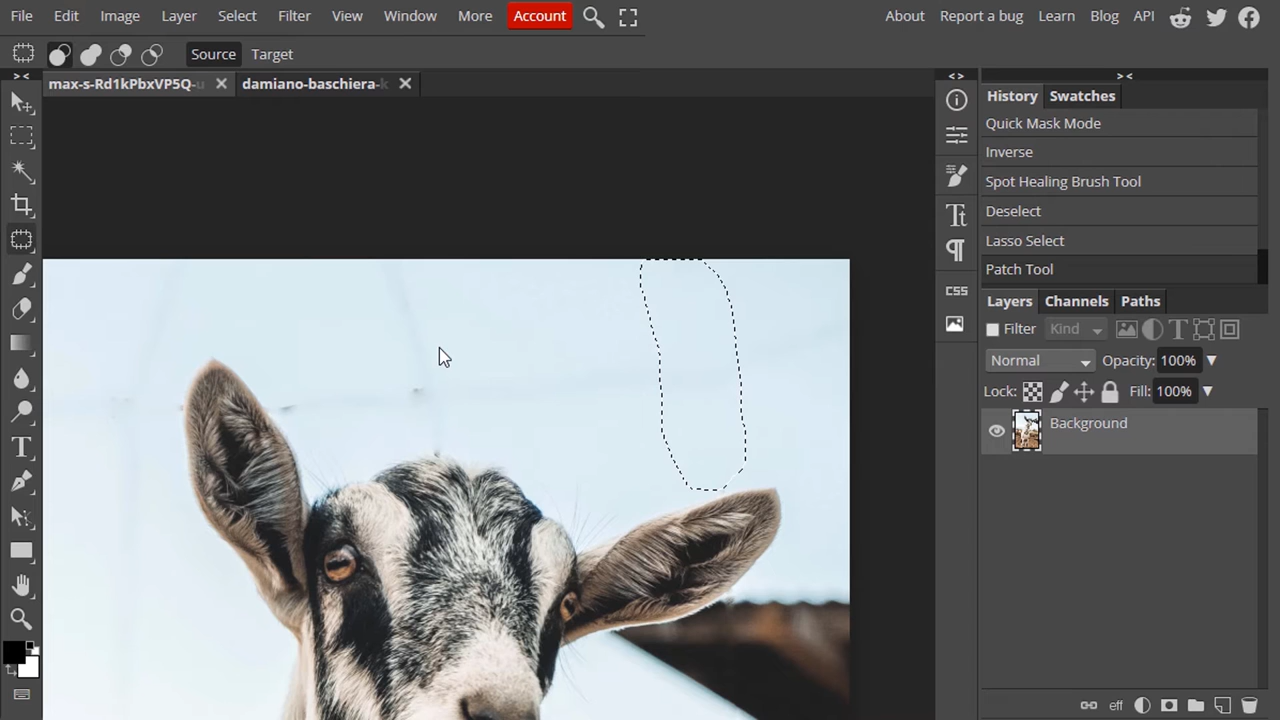 File Edit Image Layer Select Filter View Window More Account About Report a bug Learn Blog API
Source Target
max-s-Rd1kPbxVP5Q-u damiano-baschiera-k
History Swatches
Quick Mask Mode
Inverse
Spot Healing Brush Tool
Deselect
Lasso Select
Patch Tool
Layers Channels Paths
Filter Kind
Normal Opacity: 100%
Lock: Fill: 100%
Background
CSS
eff